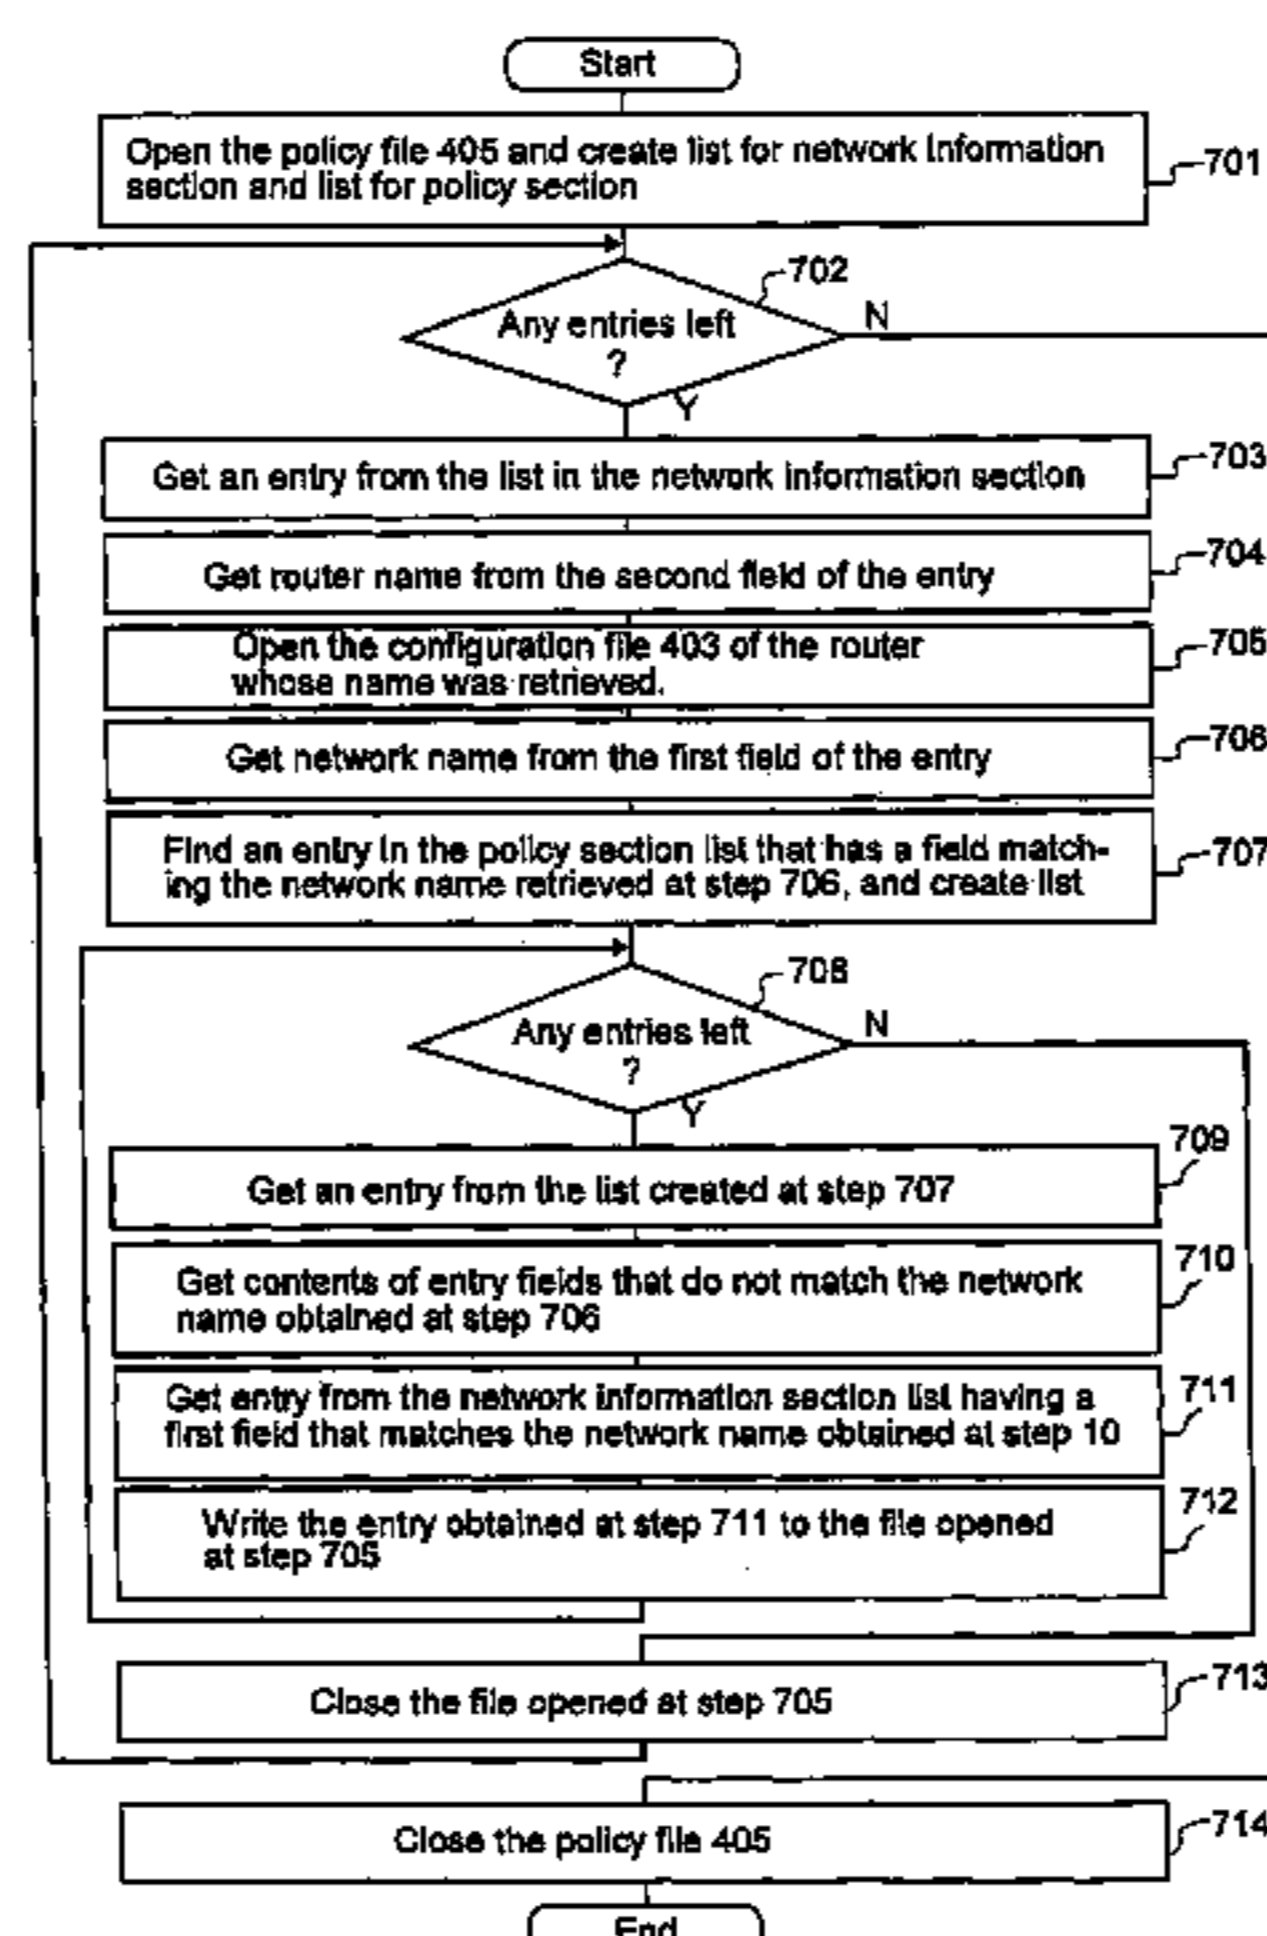 Start
Open the policy file 405 and create list for network information
section and list for policy section
701
702
Any entries left
?
N
Y
Get an entry from the list in the network information section
703
Get router name from the second field of the entry
704
Open the configuration file 403 of the router
whose name was retrieved.
705
Get network name from the first field of the entry
706
Find an entry in the policy section list that has a field match-
ing the network name retrieved at step 706, and create list
707
708
Any entries left
?
N
Y
709
Get an entry from the list created at step 707
710
Get contents of entry fields that do not match the network
name obtained at step 706
711
Get entry from the network information section list having a
first field that matches the network name obtained at step 10
712
Write the entry obtained at step 711 to the file opened
at step 705
713
Close the file opened at step 705
714
Close the policy file 405
End